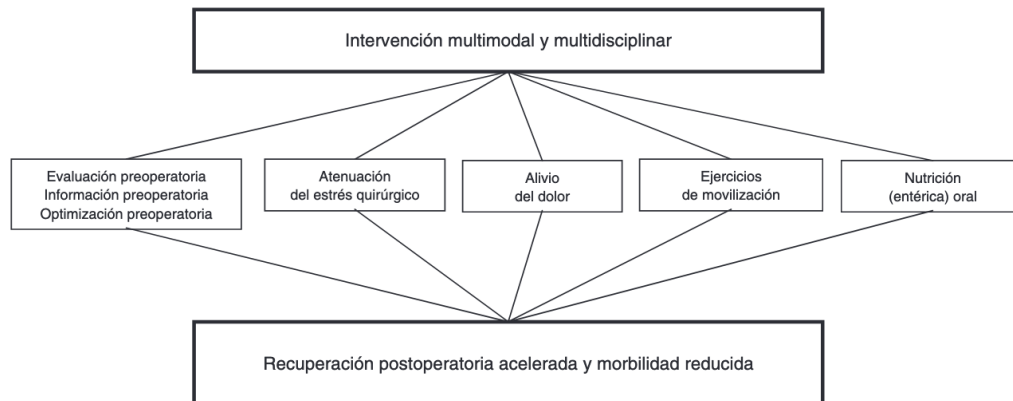 Intervención multimodal y multidisciplinar
Evaluación preoperatoria
Información preoperatoria
Optimización preoperatoria
Atenuación
del estrés quirúrgico
Alivio
del dolor
Ejercicios
de movilización
Nutrición
(entérica) oral
Recuperación postoperatoria acelerada y morbilidad reducida